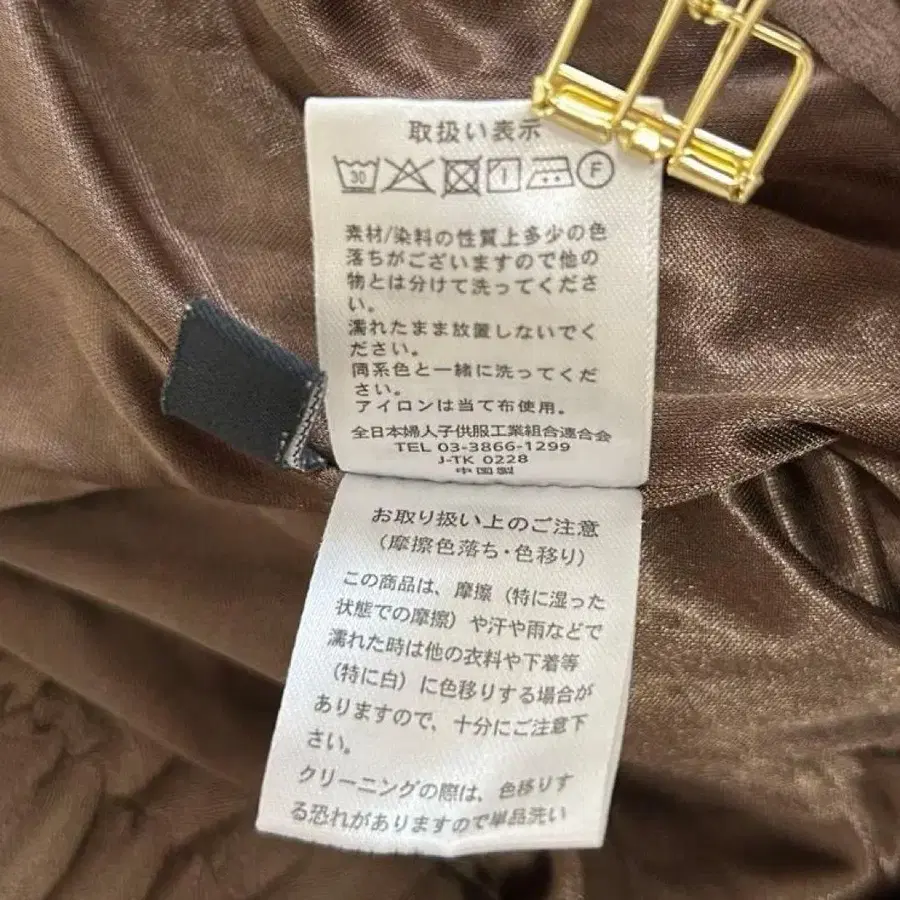 取扱い表示
30 F
素材/染料の性質上多少の色
落ちがございますので他の
物とは分けて洗ってくださ
い。
濡れたまま放置しないでく
ださい。
同系色と一緒に洗ってくだ
さい。
アイロンは当て布使用。
全日本婦人子供服工業組合連合会
TEL 03-3866-1299
J-TK 0228
中国製
お取り扱い上のご注意
（摩擦色落ち・色移り）
この商品は、摩擦（特に湿った
状態での摩擦）や汗や雨などで
濡れた時は他の衣料や下着等
（特に白）に色移りする場合が
ありますので、十分にご注意下
さい。
クリーニングの際は、色移りす
る恐れがありますので単品洗い